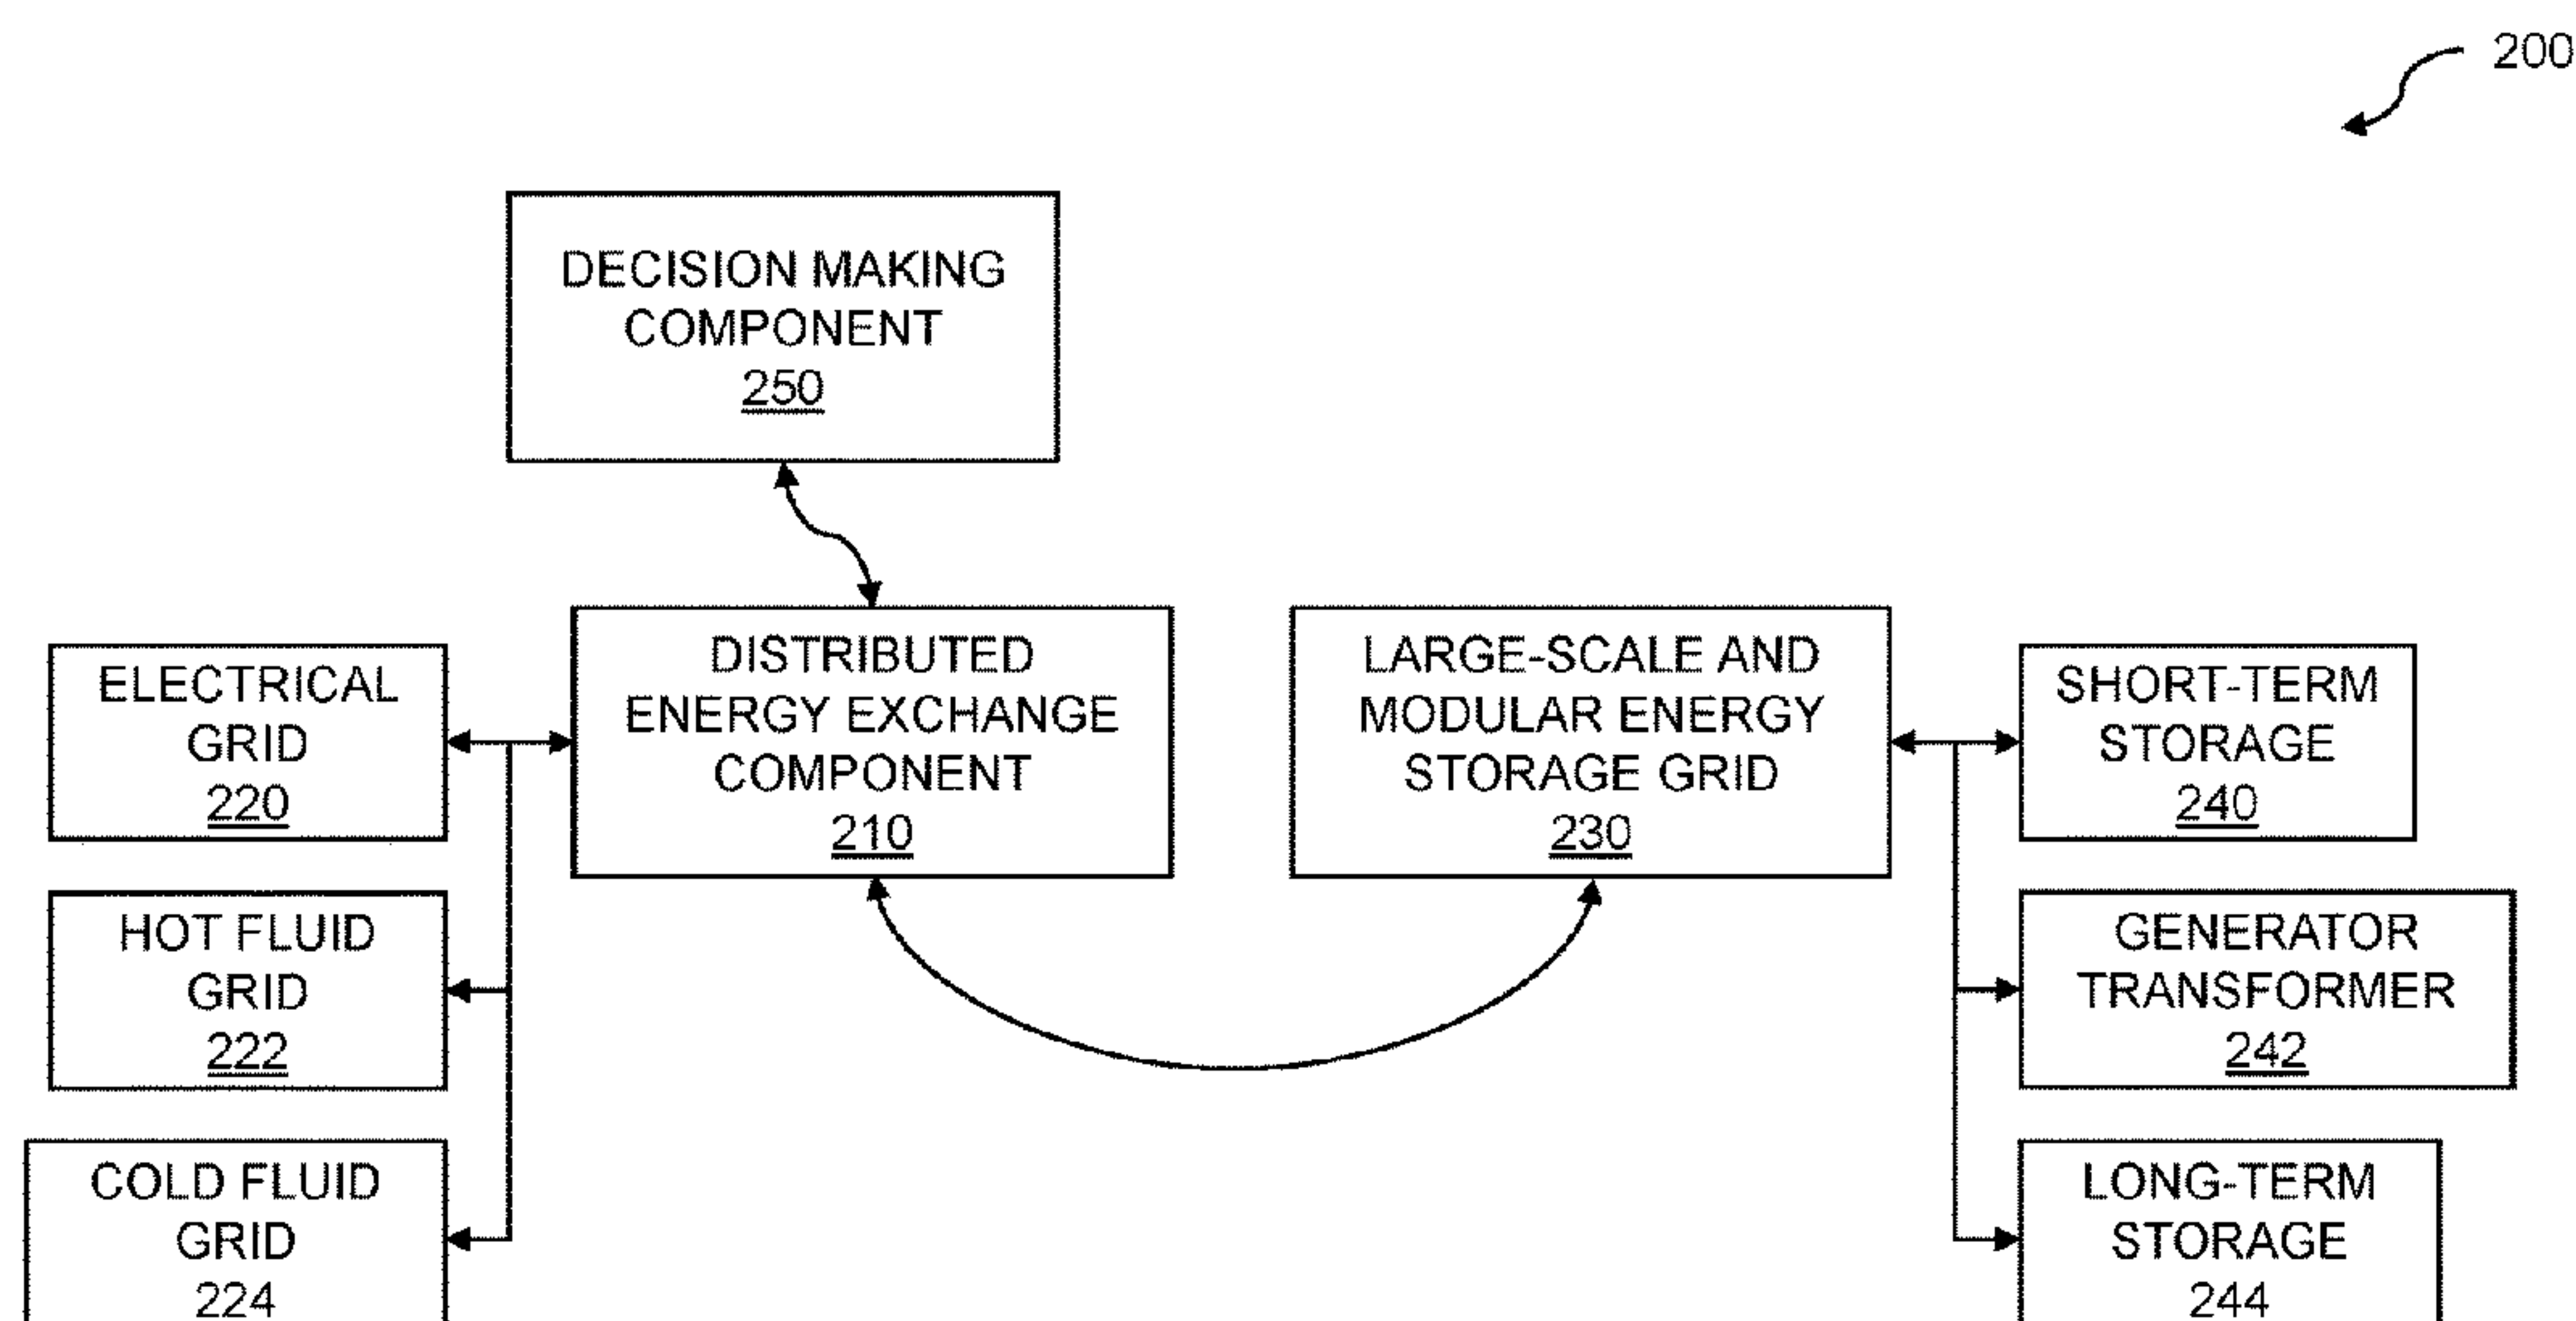 200
DECISION MAKING
COMPONENT
250
DISTRIBUTED
ENERGY EXCHANGE
COMPONENT
210
LARGE-SCALE AND
MODULAR ENERGY
STORAGE GRID
230
ELECTRICAL
GRID
220
HOT FLUID
GRID
222
COLD FLUID
GRID
224
SHORT-TERM
STORAGE
240
GENERATOR
TRANSFORMER
242
LONG-TERM
STORAGE
244